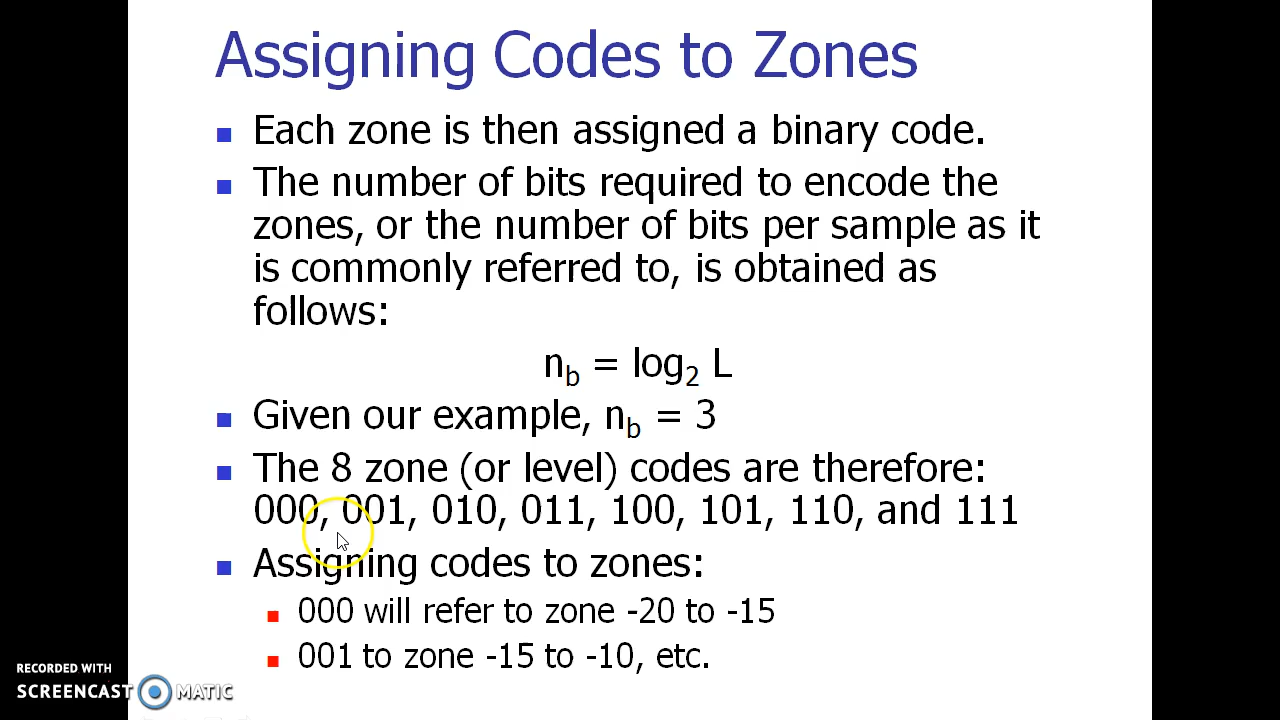 Assigning Codes to Zones
Each zone is then assigned a binary code.
The number of bits required to encode the
zones, or the number of bits per sample as it
is commonly referred to, is obtained as
follows:
n_b = log_2 L
Given our example, n_b = 3
The 8 zone (or level) codes are therefore:
000, 001, 010, 011, 100, 101, 110, and 111
Assigning codes to zones:
000 will refer to zone -20 to -15
001 to zone -15 to -10, etc.
RECORDED WITH
SCREENCAST MATIC